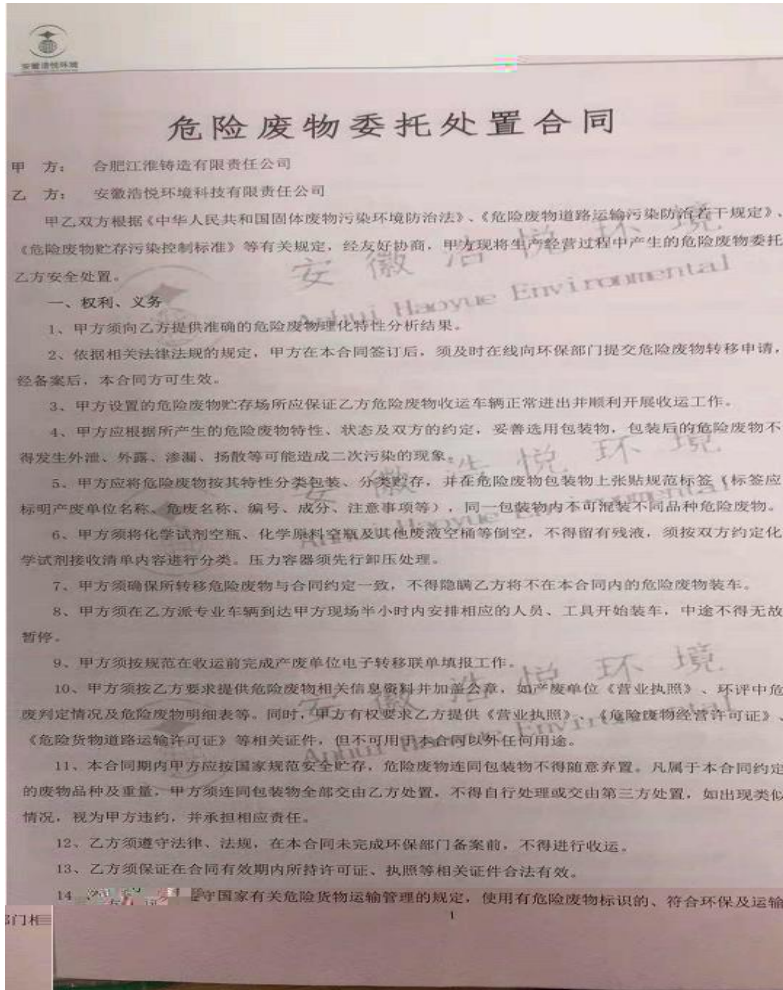 安徽浩悦环境
危险废物委托处置合同
甲 方： 合肥江淮铸造有限责任公司
乙 方： 安徽浩悦环境科技有限责任公司
甲乙双方根据《中华人民共和国固体废物污染环境防治法》、《危险废物道路运输污染防治若干规定》、
《危险废物贮存污染控制标准》等有关规定，经友好协商，甲方现将生产经营过程中产生的危险废物委托
乙方安全处置。
一、权利、义务
1、甲方须向乙方提供准确的危险废物理化特性分析结果。
2、依据相关法律法规的规定，甲方在本合同签订后，须及时在线向环保部门提交危险废物转移申请，
经备案后，本合同方可生效。
3、甲方设置的危险废物贮存场所应保证乙方危险废物收运车辆正常进出并顺利开展收运工作。
4、甲方应根据所产生的危险废物特性、状态及双方的约定，妥善选用包装物，包装后的危险废物不
得发生外泄、外露、渗漏、扬散等可能造成二次污染的现象。
5、甲方应将危险废物按其特性分类包装、分类贮存，并在危险废物包装物上张贴规范标签（标签应
标明产废单位名称、危废名称、编号、成分、注意事项等），同一包装物内不可混装不同品种危险废物。
6、甲方须将化学试剂空瓶、化学原料空瓶及其他废液空桶等倒空，不得留有残液，须按双方约定化
学试剂接收清单内容进行分类。压力容器须先行卸压处理。
7、甲方须确保所转移危险废物与合同约定一致，不得隐瞒乙方将不在本合同内的危险废物装车。
8、甲方须在乙方派专业车辆到达甲方现场半小时内安排相应的人员、工具开始装车，中途不得无故
暂停。
9、甲方须按规范在收运前完成产废单位电子转移联单填报工作。
10、甲方须按乙方要求提供危险废物相关信息资料并加盖公章，如产废单位《营业执照》、环评中危
废判定情况及危险废物明细表等。同时，甲方有权要求乙方提供《营业执照》、《危险废物经营许可证》、
《危险货物道路运输许可证》等相关证件，但不可用于本合同以外任何用途。
11、本合同期内甲方应按国家规范安全贮存，危险废物连同包装物不得随意弃置。凡属于本合同约定
的废物品种及重量，甲方须连同包装物全部交由乙方处置，不得自行处理或交由第三方处置，如出现类似
情况，视为甲方违约，并承担相应责任。
12、乙方须遵守法律、法规，在本合同未完成环保部门备案前，不得进行收运。
13、乙方须保证在合同有效期内所持许可证、执照等相关证件合法有效。
14、 守国家有关危险货物运输管理的规定，使用有危险废物标识的、符合环保及运输
部门相
1
安徽浩悦环境
Anhui Haoyue Environmental
安徽浩悦环境
安徽浩悦环境
Anhui Haoyue Environmental